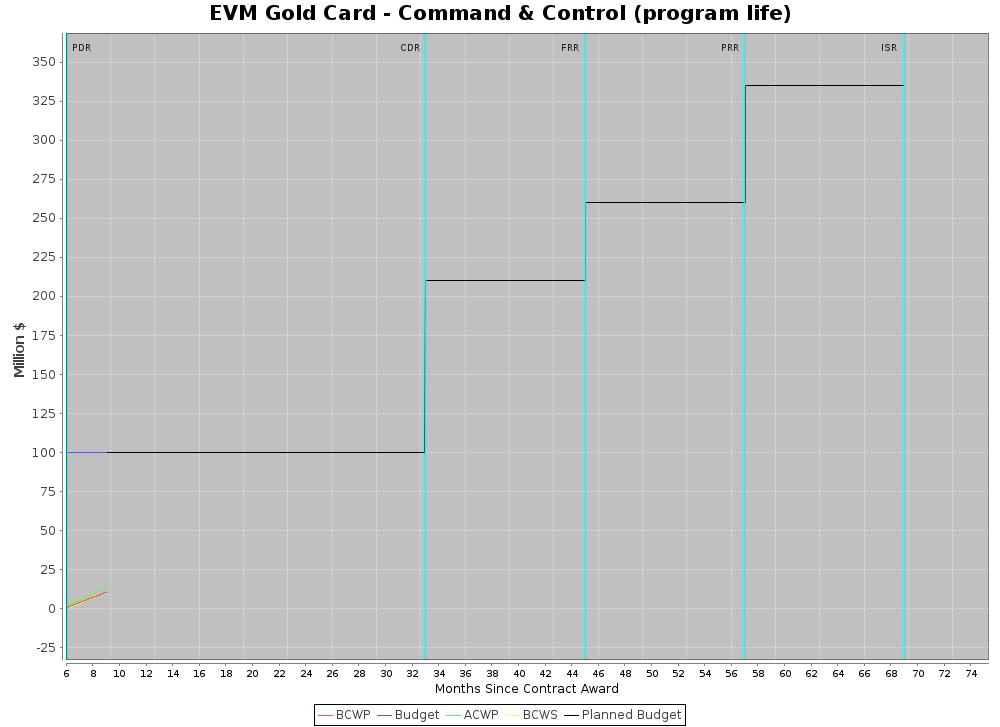 EVM Gold Card - Command & Control (program life)
PDR CDR FRR PRR ISR
350
325
300
275
250
225
200
175
150
125
100
75
50
25
0
-25
Million $
6 8 10 12 14 16 18 20 22 24 26 28 30 32 34 36 38 40 42 44 46 48 50 52 54 56 58 60 62 64 66 68 70 72 74
Months Since Contract Award
BCWP Budget ACWP BCWS Planned Budget